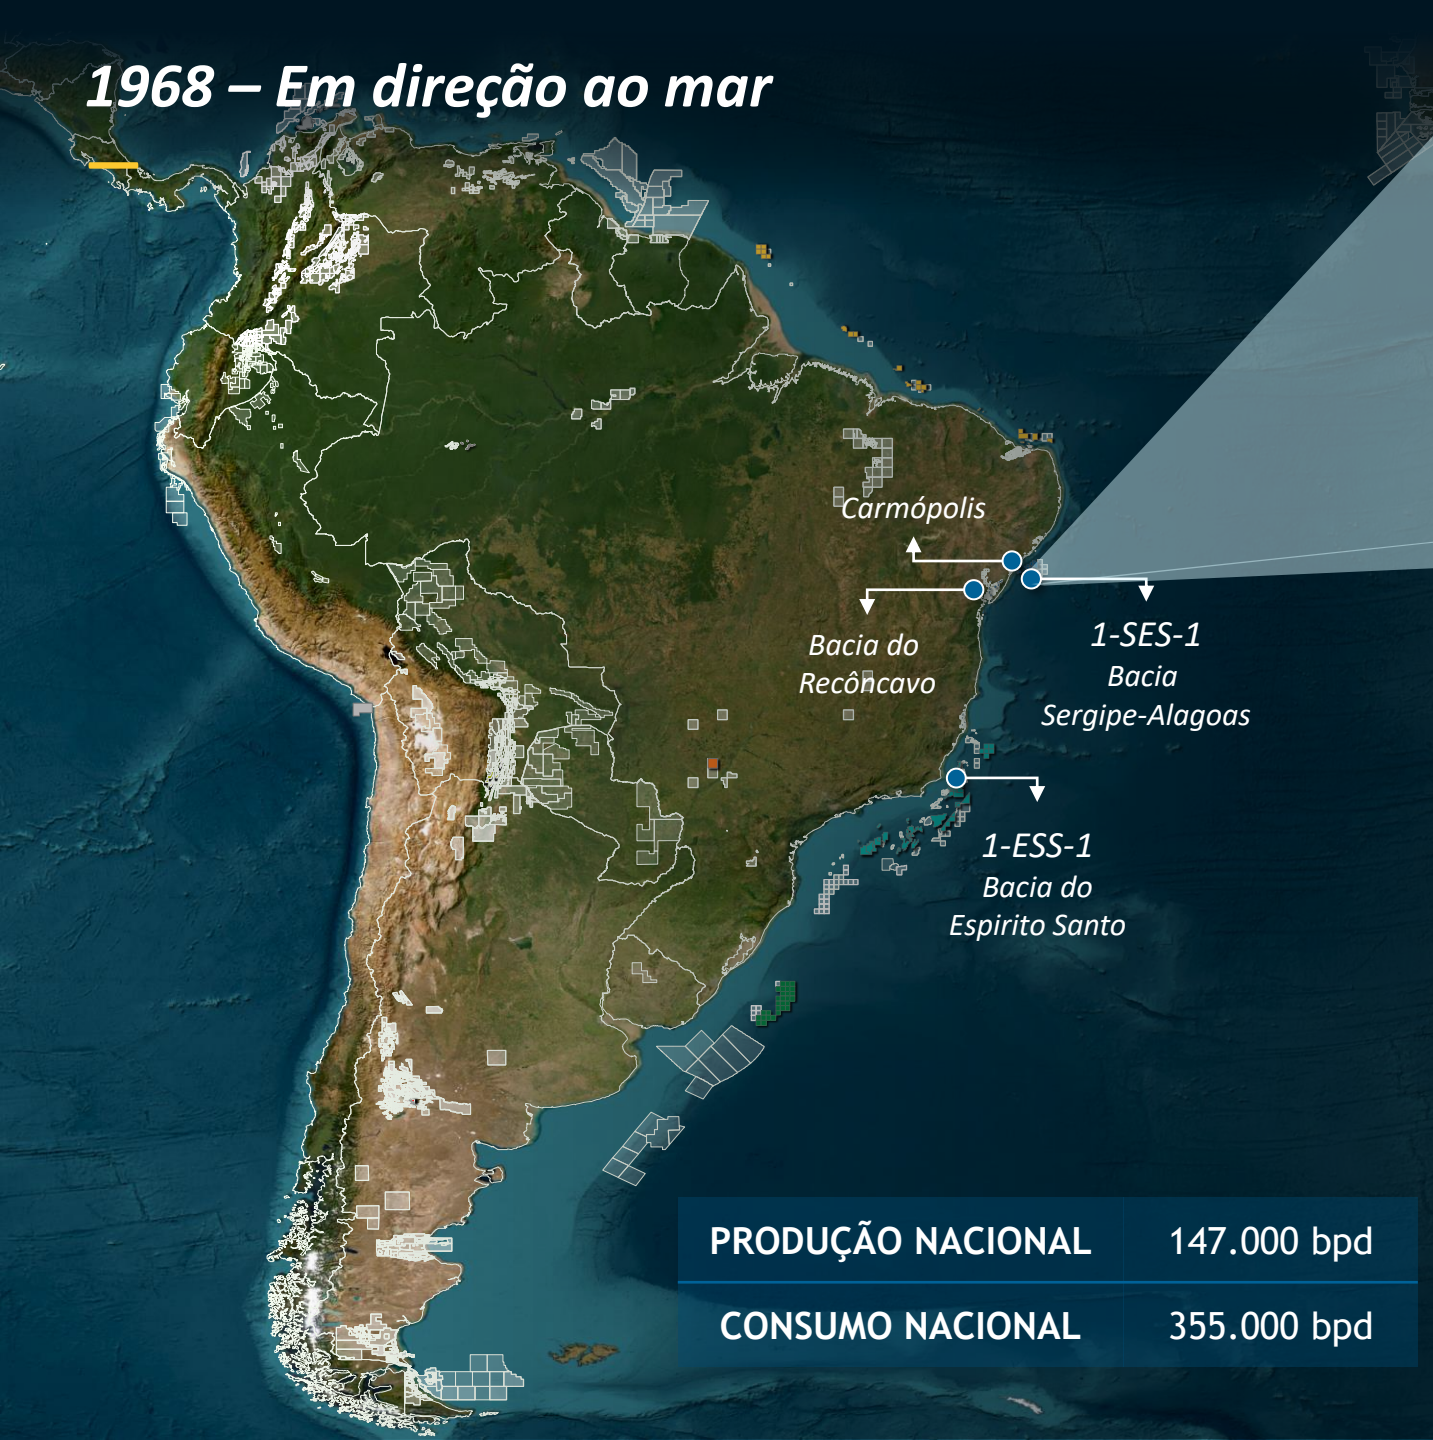 1968 – Em direção ao mar
Carmópolis
Bacia do
Recôncavo
1-SES-1
Bacia
Sergipe-Alagoas
1-ESS-1
Bacia do
Espirito Santo
PRODUÇÃO NACIONAL 147.000 bpd
CONSUMO NACIONAL 355.000 bpd